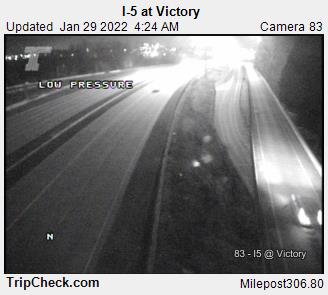 I-5 at Victory
Updated Jan 29 2022 4:24 AM Camera 83
T
LOW PRESSURE
N
83 - I5 @ Victory
TripCheck.com Milepost306.80